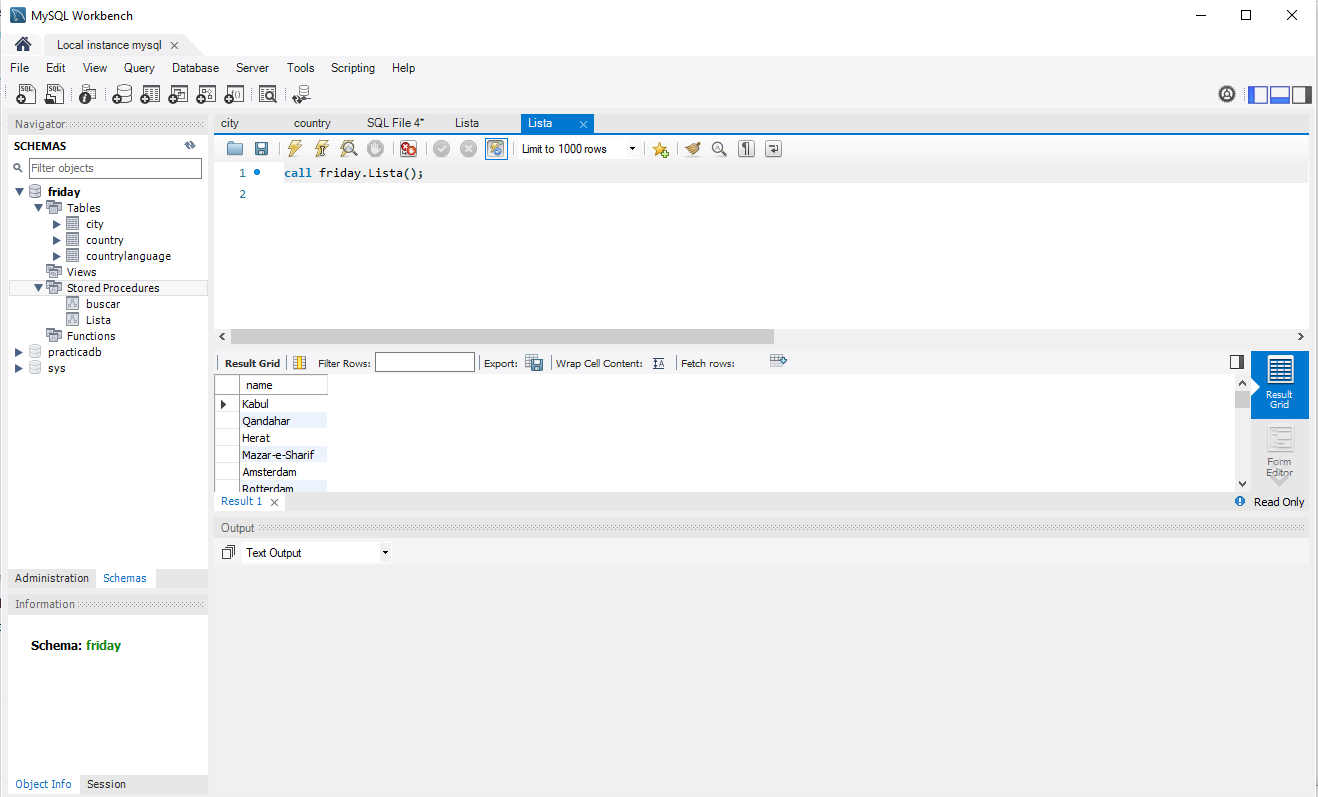 MySQL Workbench
Local instance mysql
File Edit View Query Database Server Tools Scripting Help
Navigator
SCHEMAS
Filter objects
friday
Tables
city
country
countrylanguage
Views
Stored Procedures
buscar
Lista
Functions
practicadb
sys
Administration Schemas
Information
Schema: friday
Object Info Session
city country SQL File 4* Lista Lista
Limit to 1000 rows
1 call friday.Lista();
2
Result Grid Filter Rows: Export: Wrap Cell Content: Fetch rows:
name
Kabul
Qandahar
Herat
Mazar-e-Sharif
Amsterdam
Rotterdam
Result Grid
Form Editor
Result 1
Read Only
Output
Text Output